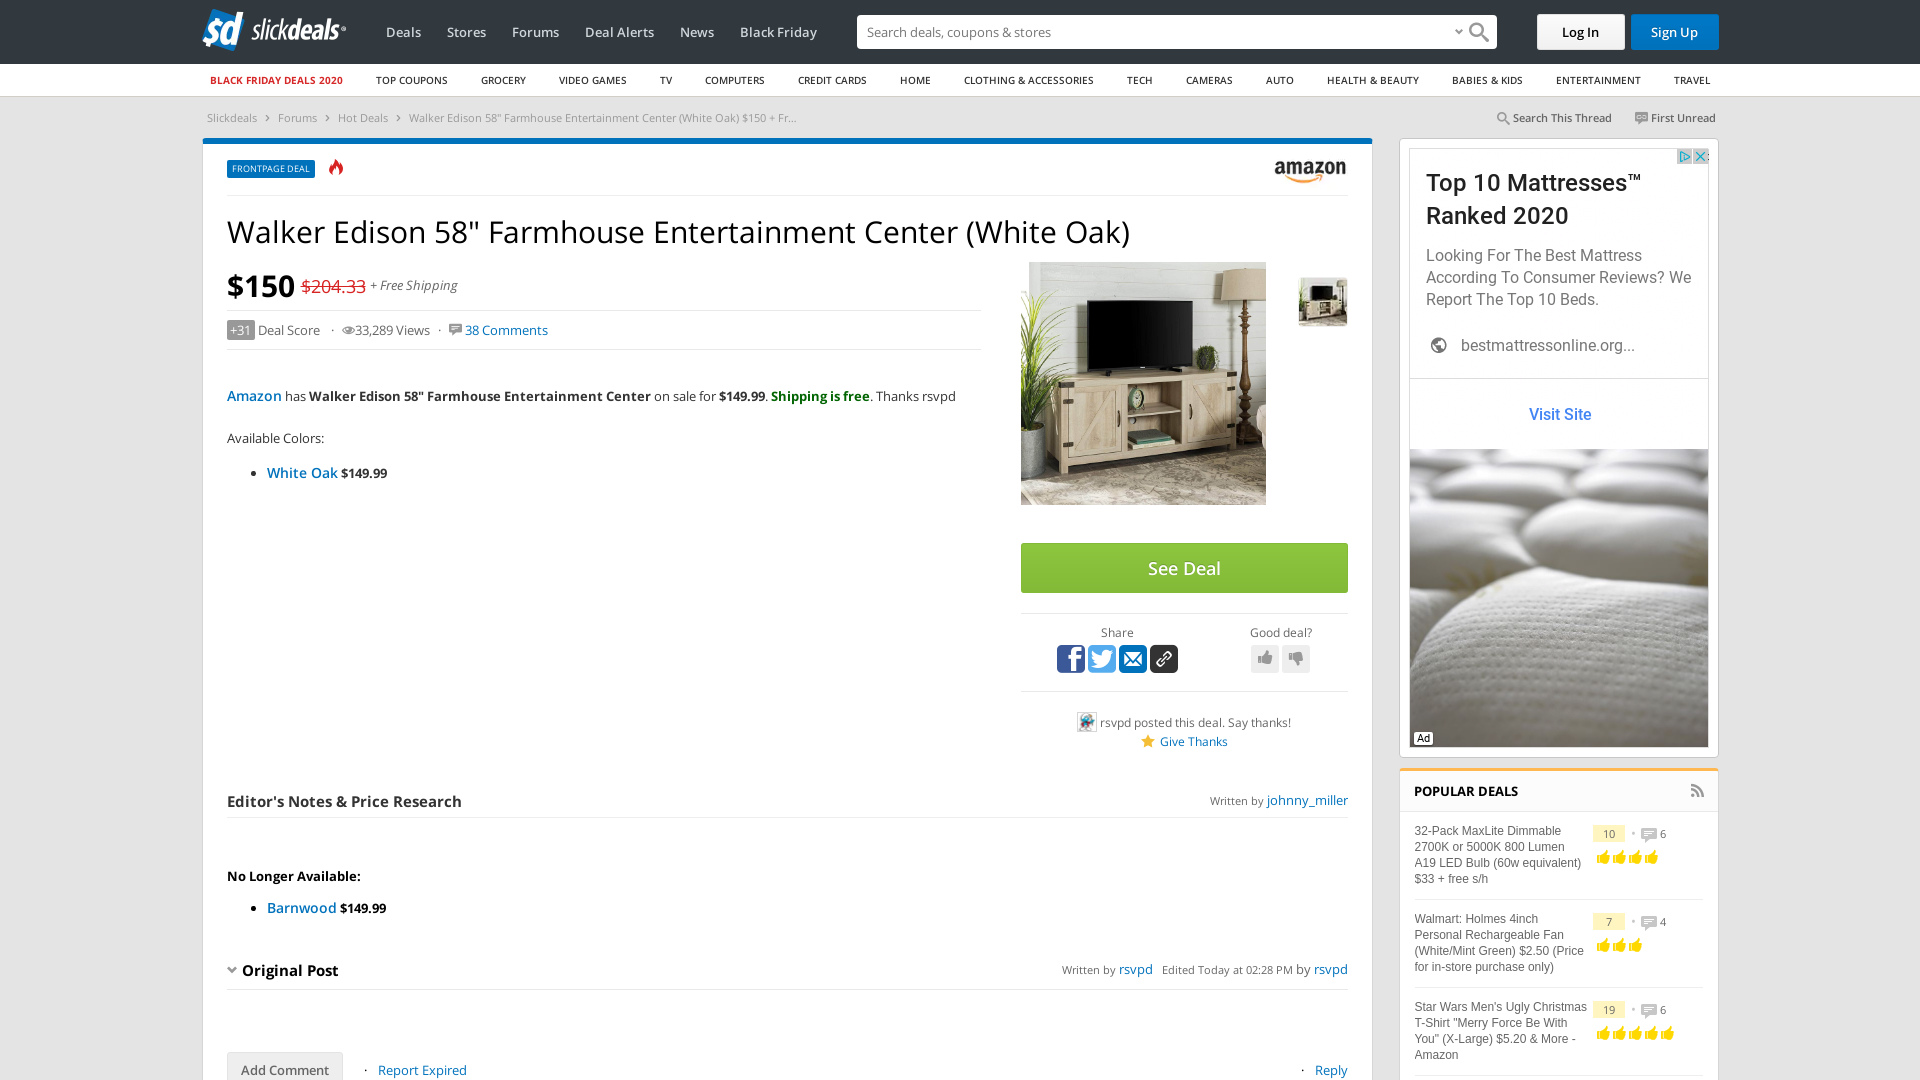 slickdeals
Deals Stores Forums Deal Alerts News Black Friday
Search deals, coupons & stores
Log In
Sign Up
BLACK FRIDAY DEALS 2020 TOP COUPONS GROCERY VIDEO GAMES TV COMPUTERS CREDIT CARDS HOME CLOTHING & ACCESSORIES TECH CAMERAS AUTO HEALTH & BEAUTY BABIES & KIDS ENTERTAINMENT TRAVEL
Slickdeals › Forums › Hot Deals › Walker Edison 58" Farmhouse Entertainment Center (White Oak) $150 + Fr...
Search This Thread
First Unread
FRONTPAGE DEAL
amazon
Walker Edison 58" Farmhouse Entertainment Center (White Oak)
$150 $204.33 + Free Shipping
+31 Deal Score · 33,289 Views · 38 Comments
Amazon has Walker Edison 58" Farmhouse Entertainment Center on sale for $149.99. Shipping is free. Thanks rsvpd
Available Colors:
• White Oak $149.99
See Deal
Share
Good deal?
rsvpd posted this deal. Say thanks!
Give Thanks
Editor's Notes & Price Research
Written by johnny_miller
No Longer Available:
• Barnwood $149.99
Original Post
Written by rsvpd Edited Today at 02:28 PM by rsvpd
Add Comment · Report Expired
· Reply
Top 10 Mattresses™
Ranked 2020
Looking For The Best Mattress
According To Consumer Reviews? We
Report The Top 10 Beds.
bestmattressonline.org...
Visit Site
Ad
POPULAR DEALS
32-Pack MaxLite Dimmable
2700K or 5000K 800 Lumen
A19 LED Bulb (60w equivalent)
$33 + free s/h
10 • 6
Walmart: Holmes 4inch
Personal Rechargeable Fan
(White/Mint Green) $2.50 (Price
for in-store purchase only)
7 • 4
Star Wars Men's Ugly Christmas
T-Shirt "Merry Force Be With
You" (X-Large) $5.20 & More -
Amazon
19 • 6